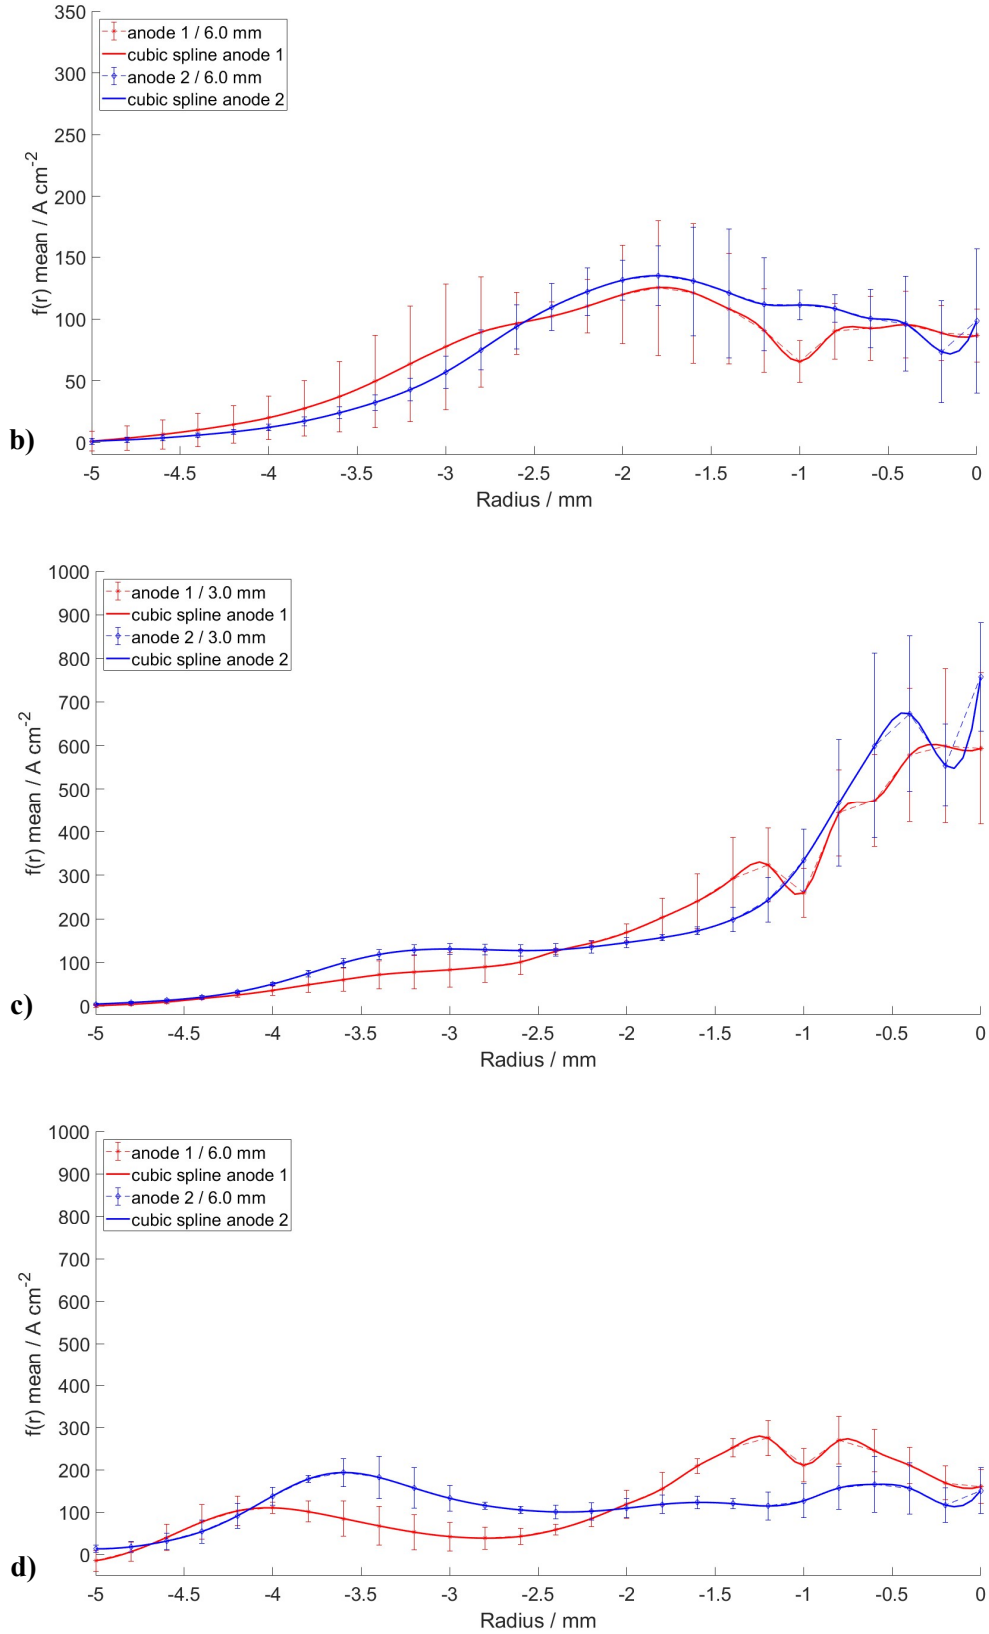 350
300
250
200
150
100
50
0
f(r) mean / A cm-2
anode 1 / 6.0 mm
cubic spline anode 1
anode 2 / 6.0 mm
cubic spline anode 2
b)
-5 -4.5 -4 -3.5 -3 -2.5 -2 -1.5 -1 -0.5 0
Radius / mm
1000
900
800
700
600
500
400
300
200
100
0
f(r) mean / A cm-2
anode 1 / 3.0 mm
cubic spline anode 1
anode 2 / 3.0 mm
cubic spline anode 2
c)
-5 -4.5 -4 -3.5 -3 -2.5 -2 -1.5 -1 -0.5 0
Radius / mm
1000
900
800
700
600
500
400
300
200
100
0
f(r) mean / A cm-2
anode 1 / 6.0 mm
cubic spline anode 1
anode 2 / 6.0 mm
cubic spline anode 2
d)
-5 -4.5 -4 -3.5 -3 -2.5 -2 -1.5 -1 -0.5 0
Radius / mm